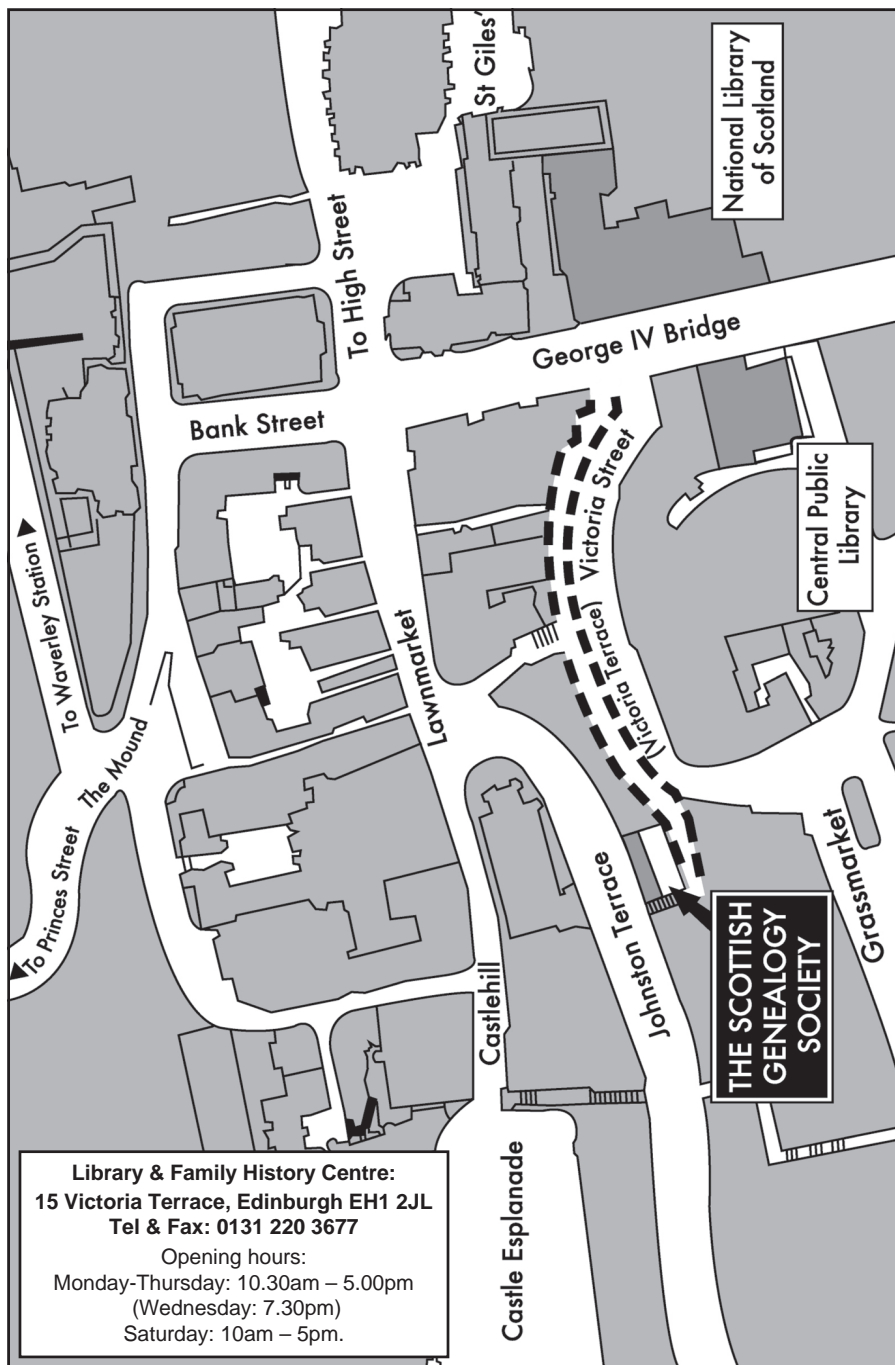 St Giles'
National Library
of Scotland
To High Street
George IV Bridge
Bank Street
Victoria Street
(Victoria Terrace)
Central Public
Library
To Waverley Station
The Mound
To Princes Street
Lawnmarket
Johnston Terrace
Grassmarket
Castlehill
THE SCOTTISH
GENEALOGY
SOCIETY
Castle Esplanade
Library & Family History Centre:
15 Victoria Terrace, Edinburgh EH1 2JL
Tel & Fax: 0131 220 3677
Opening hours:
Monday-Thursday: 10.30am – 5.00pm
(Wednesday: 7.30pm)
Saturday: 10am – 5pm.